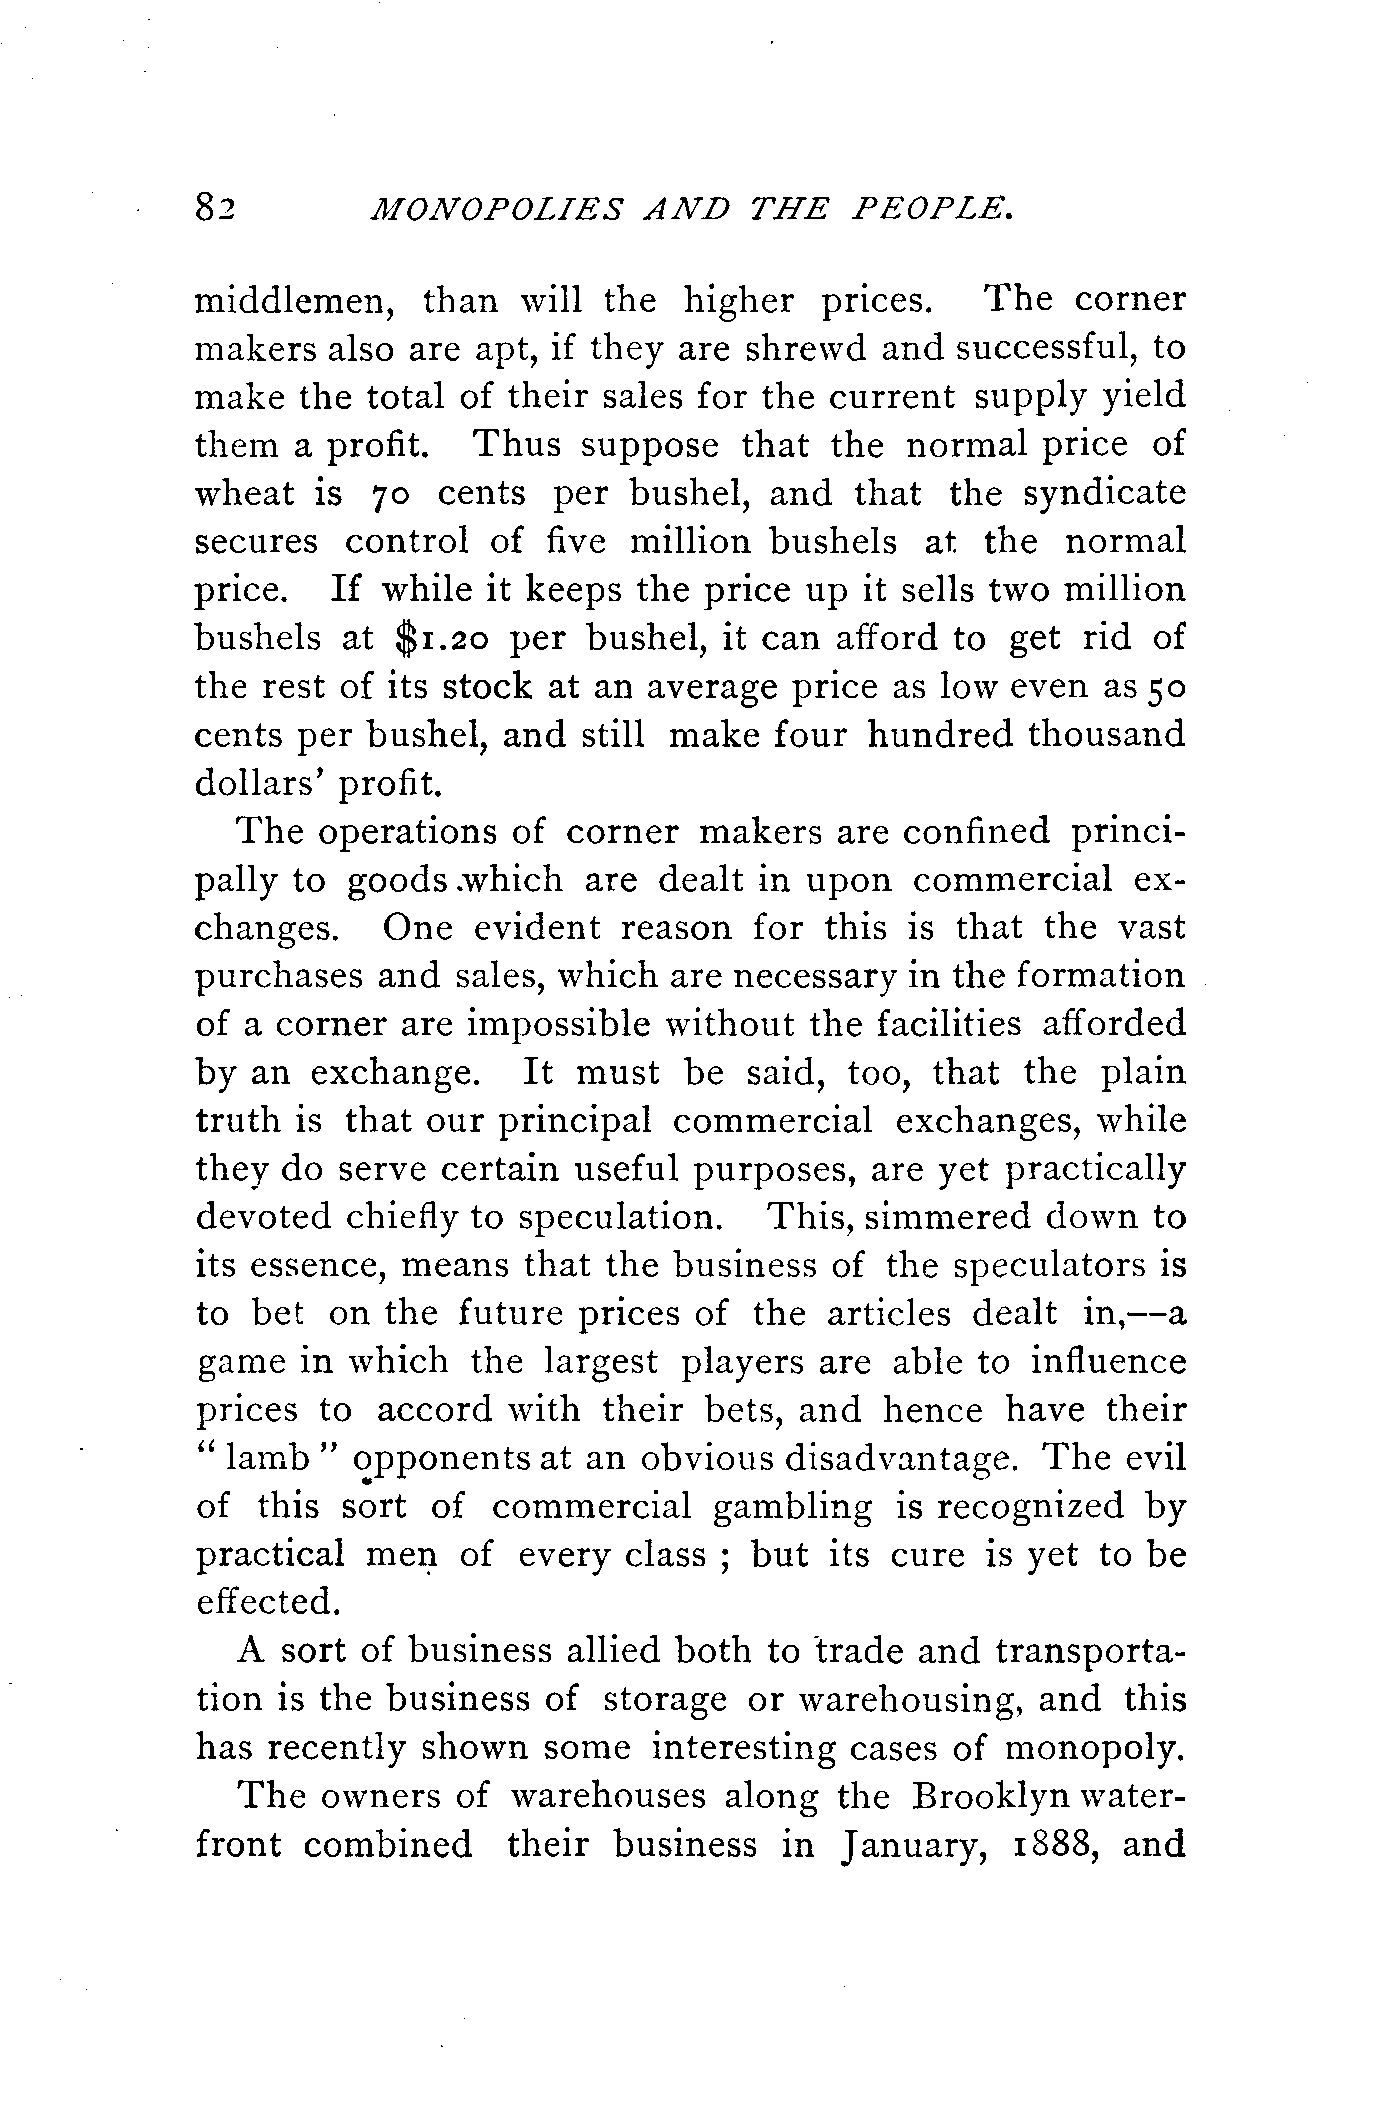 82 MONOPOLIES AND THE PEOPLE.
middlemen, than will the higher prices. The corner
makers also are apt, if they are shrewd and successful, to
make the total of their sales for the current supply yield
them a profit. Thus suppose that the normal price of
wheat is 70 cents per bushel, and that the syndicate
secures control of five million bushels at the normal
price. If while it keeps the price up it sells two million
bushels at $1.20 per bushel, it can afford to get rid of
the rest of its stock at an average price as low even as 50
cents per bushel, and still make four hundred thousand
dollars' profit.
The operations of corner makers are confined princi-
pally to goods which are dealt in upon commercial ex-
changes. One evident reason for this is that the vast
purchases and sales, which are necessary in the formation
of a corner are impossible without the facilities afforded
by an exchange. It must be said, too, that the plain
truth is that our principal commercial exchanges, while
they do serve certain useful purposes, are yet practically
devoted chiefly to speculation. This, simmered down to
its essence, means that the business of the speculators is
to bet on the future prices of the articles dealt in,--a
game in which the largest players are able to influence
prices to accord with their bets, and hence have their
" lamb " opponents at an obvious disadvantage. The evil
of this sort of commercial gambling is recognized by
practical men of every class ; but its cure is yet to be
effected.
A sort of business allied both to trade and transporta-
tion is the business of storage or warehousing, and this
has recently shown some interesting cases of monopoly.
The owners of warehouses along the Brooklyn water-
front combined their business in January, 1888, and